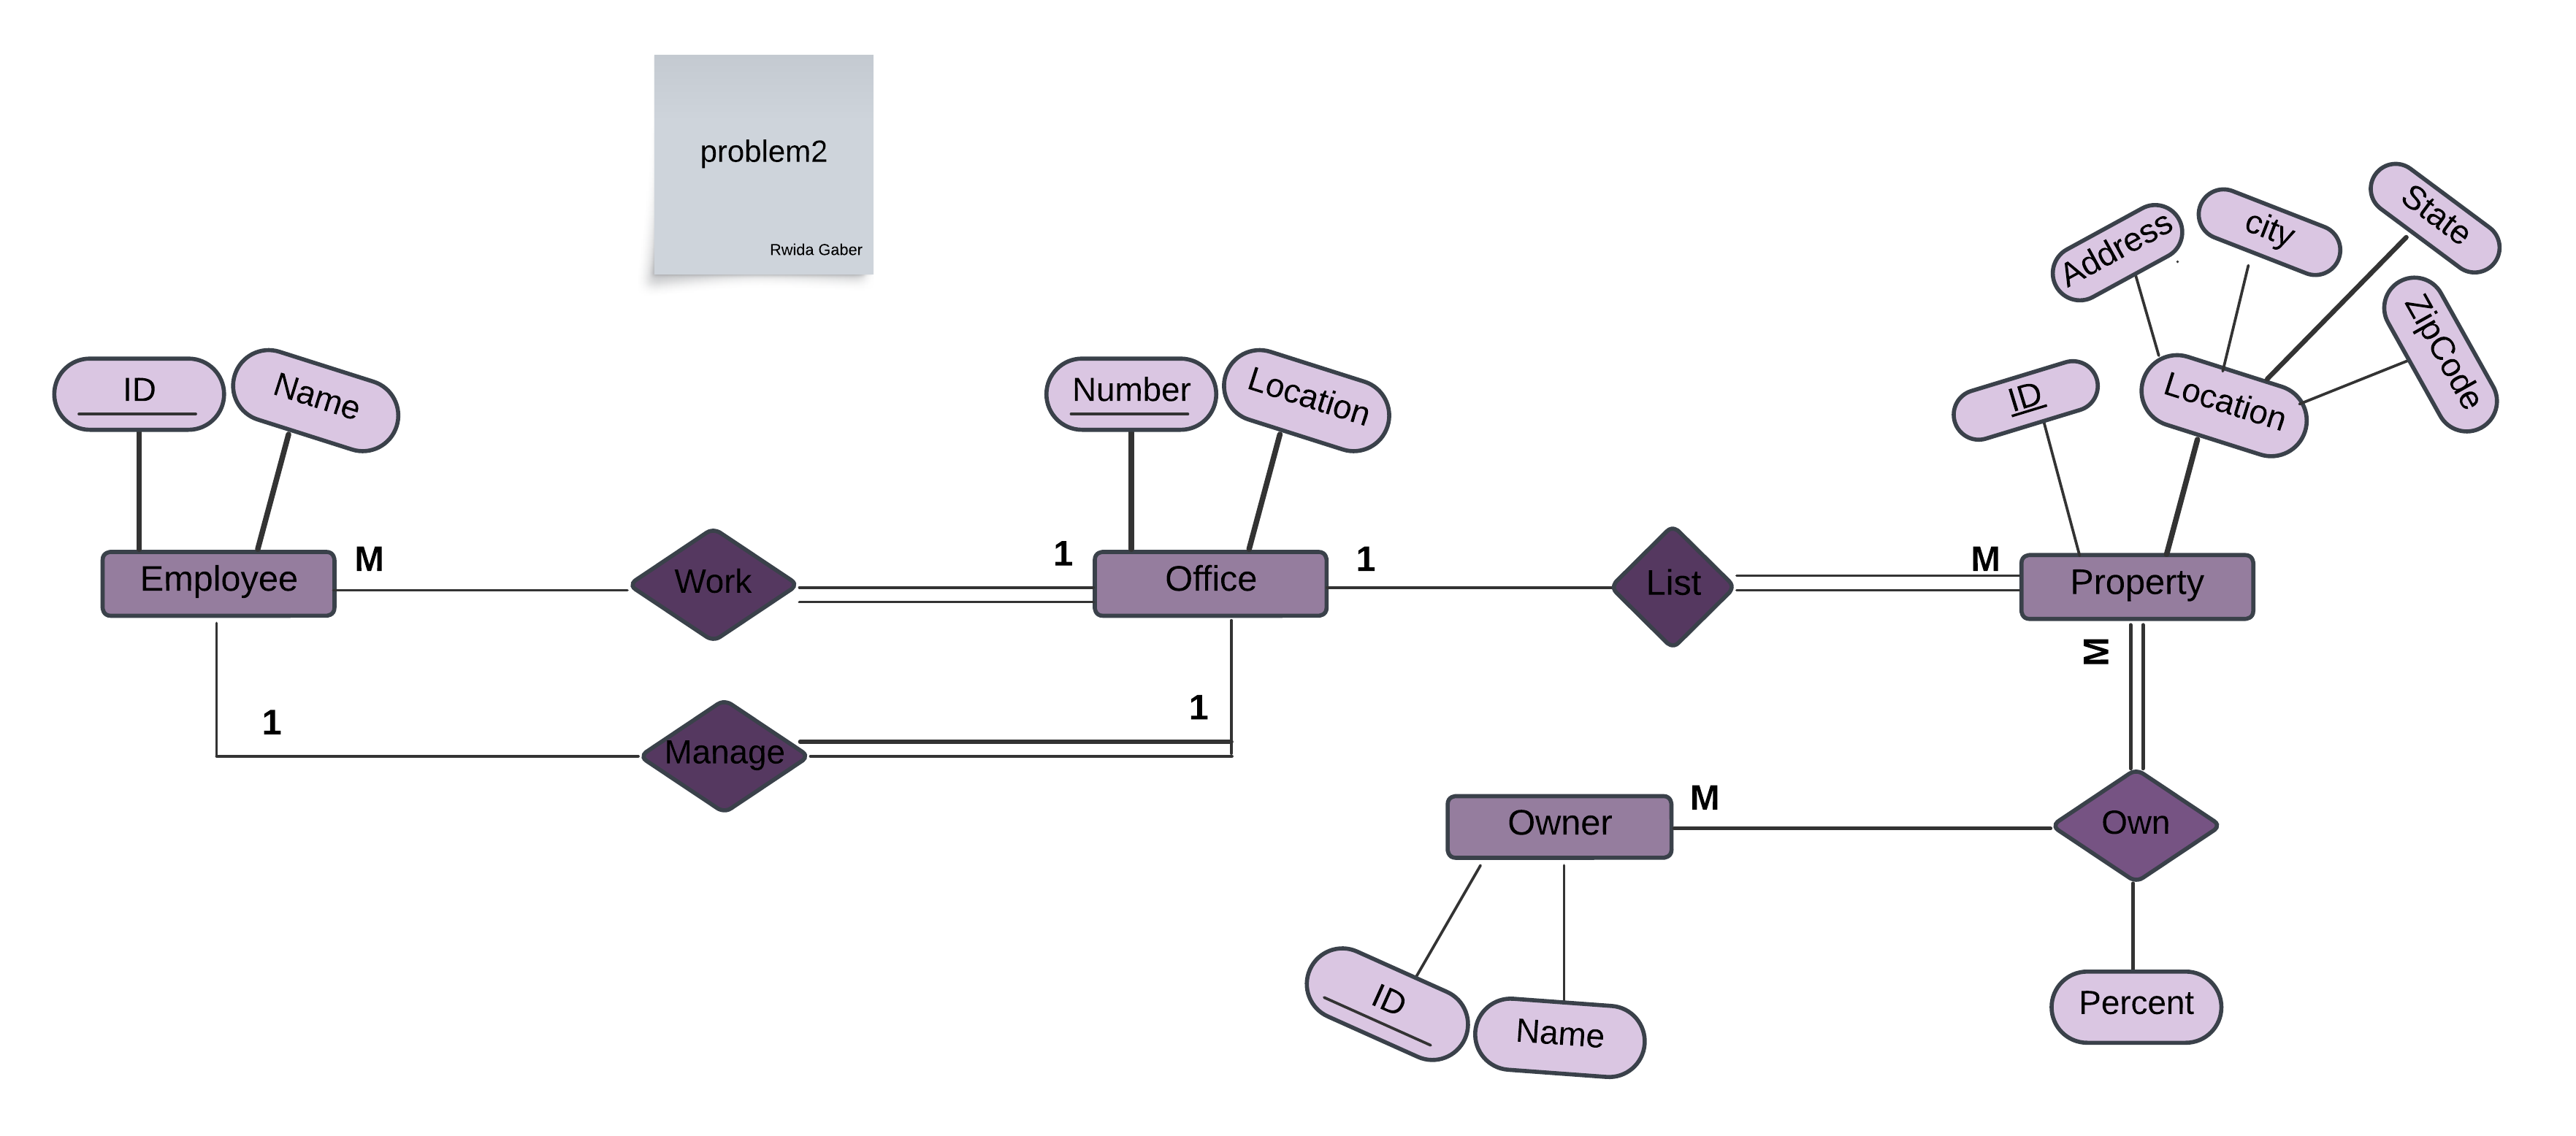 problem2
Rwida Gaber
State
city
Address
ZipCode
ID
Name
Number
Location
ID
Location
M
1
1
M
Employee
Work
Office
List
Property
M
1
1
Manage
M
Owner
Own
ID
Name
Percent